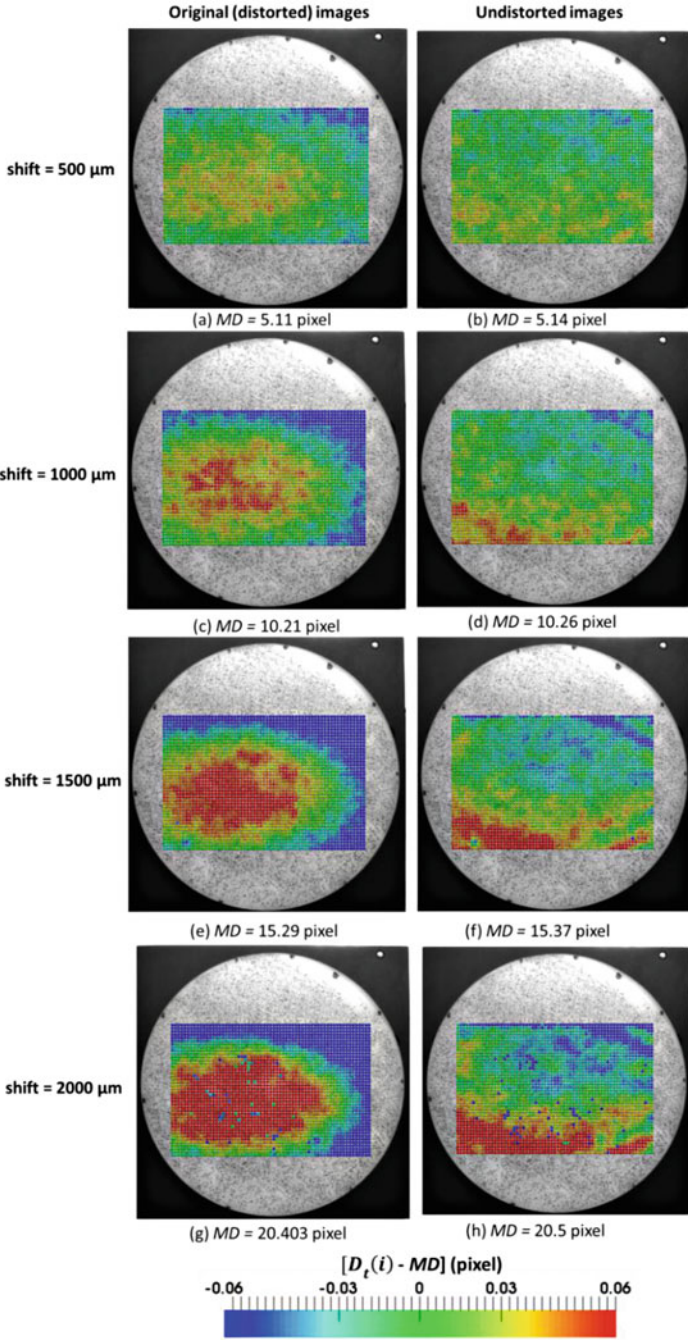 Original (distorted) images Undistorted images
shift = 500 µm
(a) MD = 5.11 pixel (b) MD = 5.14 pixel
shift = 1000 µm
(c) MD = 10.21 pixel (d) MD = 10.26 pixel
shift = 1500 µm
(e) MD = 15.29 pixel (f) MD = 15.37 pixel
shift = 2000 µm
(g) MD = 20.403 pixel (h) MD = 20.5 pixel
[D_t(i) - MD] (pixel)
-0.06 -0.03 0 0.03 0.06